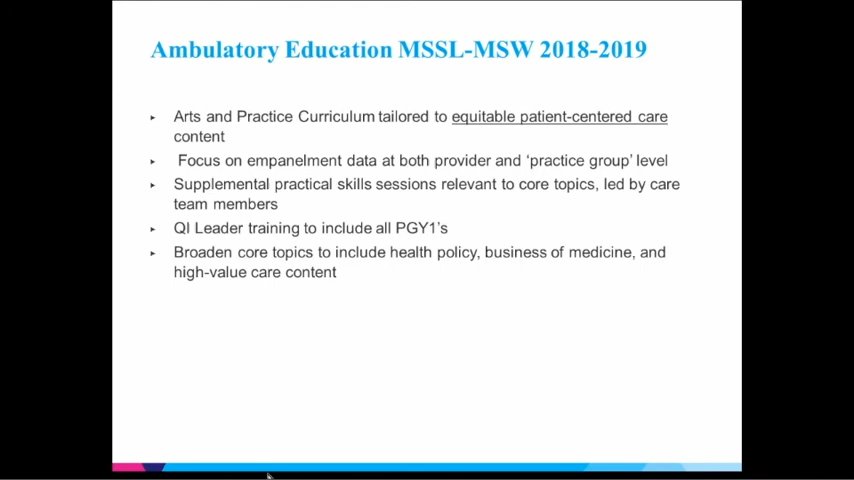 Ambulatory Education MSSL-MSW 2018-2019
Arts and Practice Curriculum tailored to equitable patient-centered care
content
Focus on empanelment data at both provider and ‘practice group’ level
Supplemental practical skills sessions relevant to core topics, led by care
team members
QI Leader training to include all PGY1’s
Broaden core topics to include health policy, business of medicine, and
high-value care content